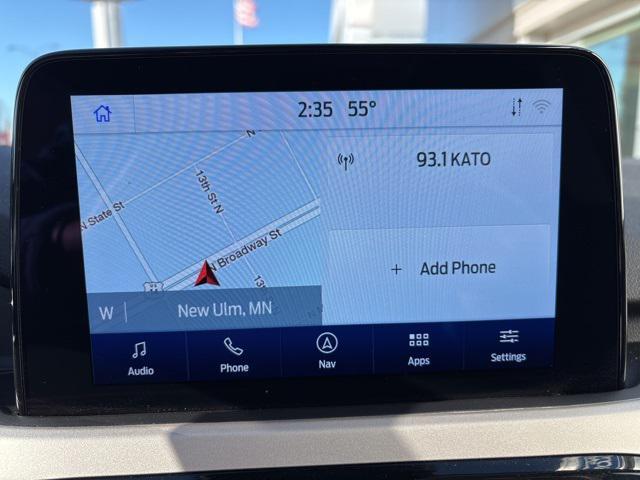 2:35 55°
N
13th St N
N State St
N Broadway St
13th
93.1 KATO
+ Add Phone
W | New Ulm, MN
Audio Phone Nav Apps Settings